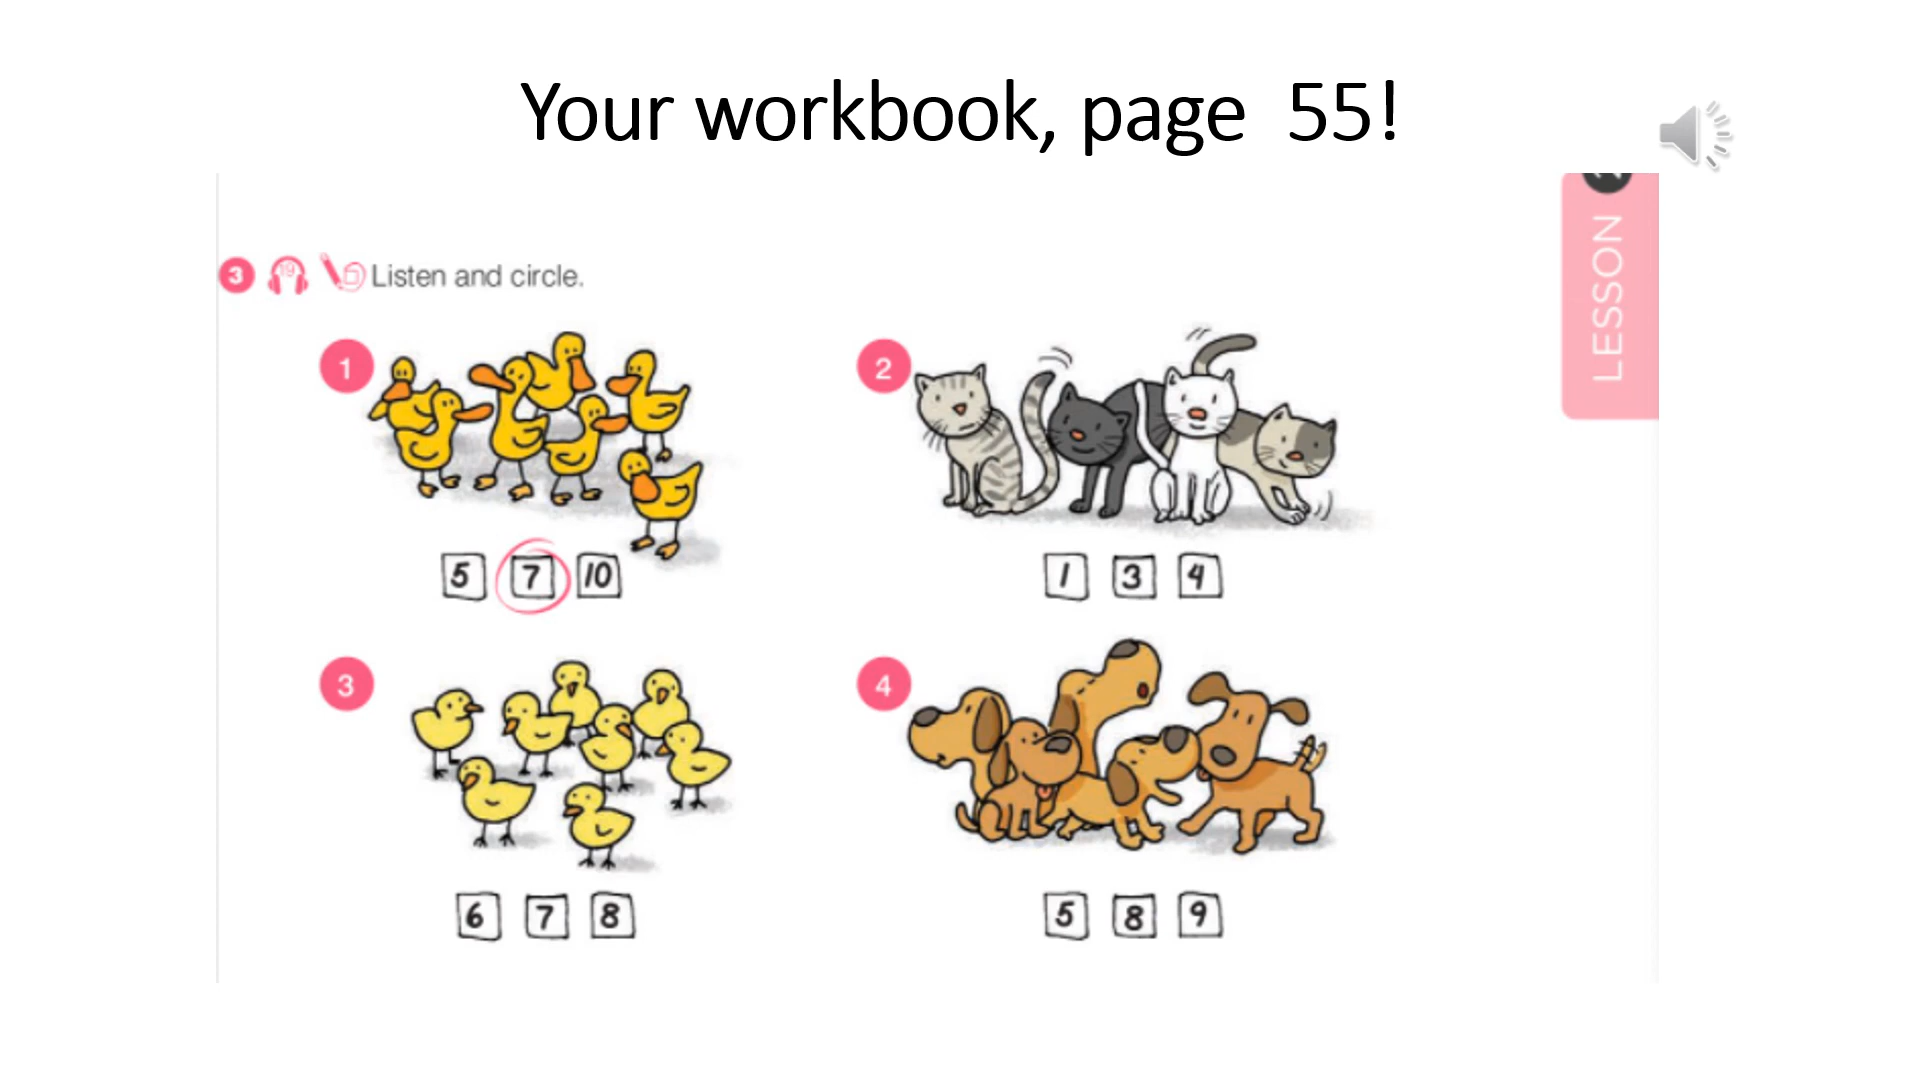 Your workbook, page 55!
LESSON
3 19 Listen and circle.
1
2
5 7 10
1 3 4
3
4
6 7 8
5 8 9